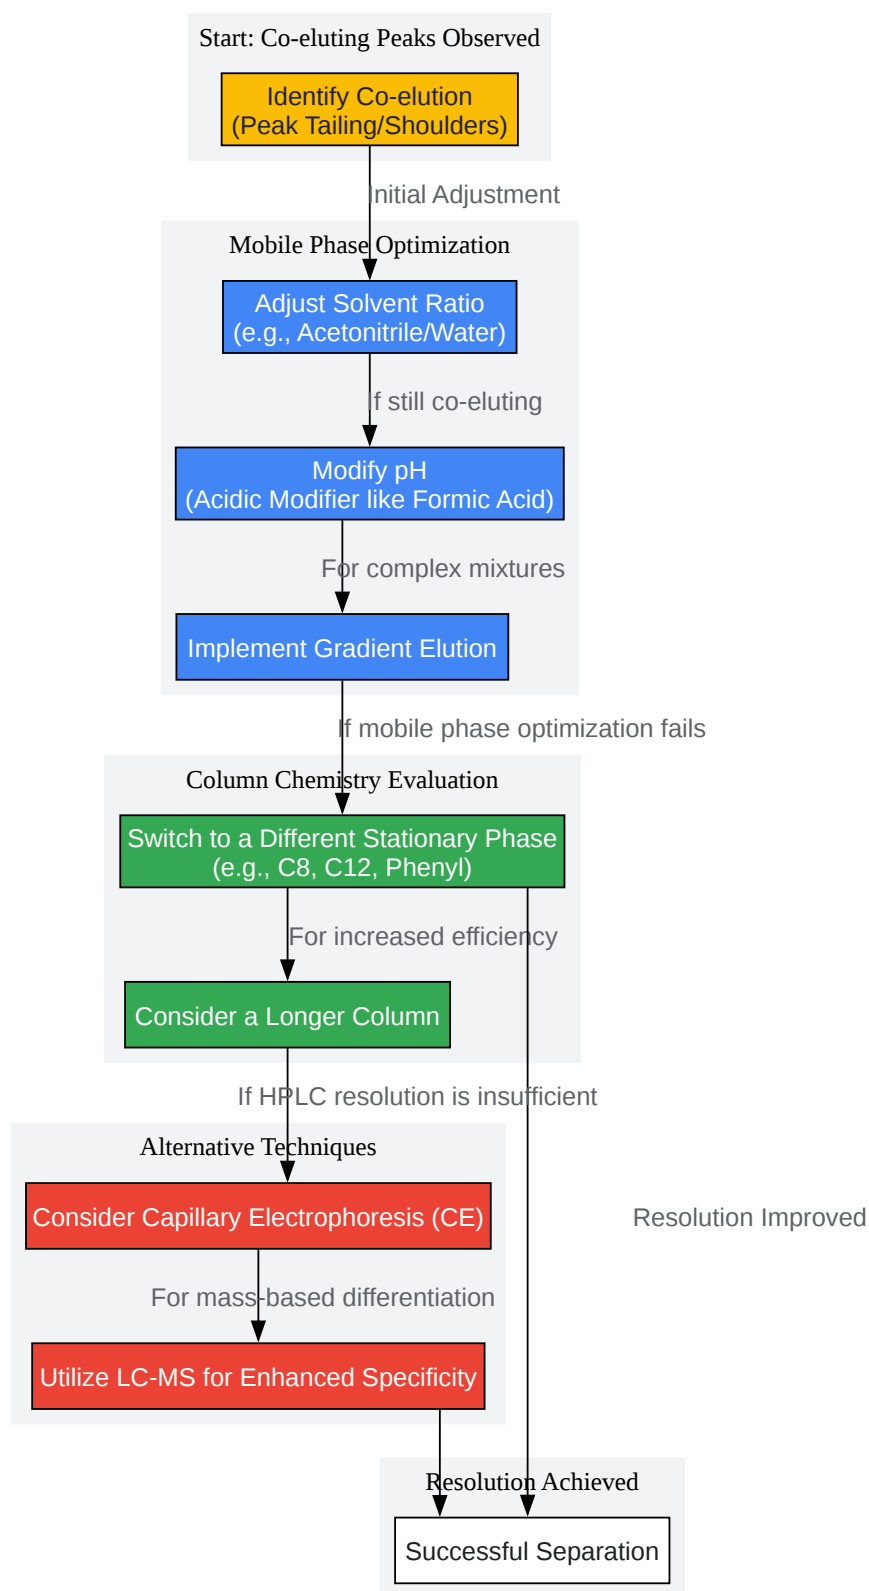 Start: Co-eluting Peaks Observed
Identify Co-elution
(Peak Tailing/Shoulders)
Initial Adjustment
Mobile Phase Optimization
Adjust Solvent Ratio
(e.g., Acetonitrile/Water)
If still co-eluting
Modify pH
(Acidic Modifier like Formic Acid)
For complex mixtures
Implement Gradient Elution
If mobile phase optimization fails
Column Chemistry Evaluation
Switch to a Different Stationary Phase
(e.g., C8, C12, Phenyl)
For increased efficiency
Consider a Longer Column
If HPLC resolution is insufficient
Alternative Techniques
Consider Capillary Electrophoresis (CE)
Resolution Improved
For mass-based differentiation
Utilize LC-MS for Enhanced Specificity
Resolution Achieved
Successful Separation